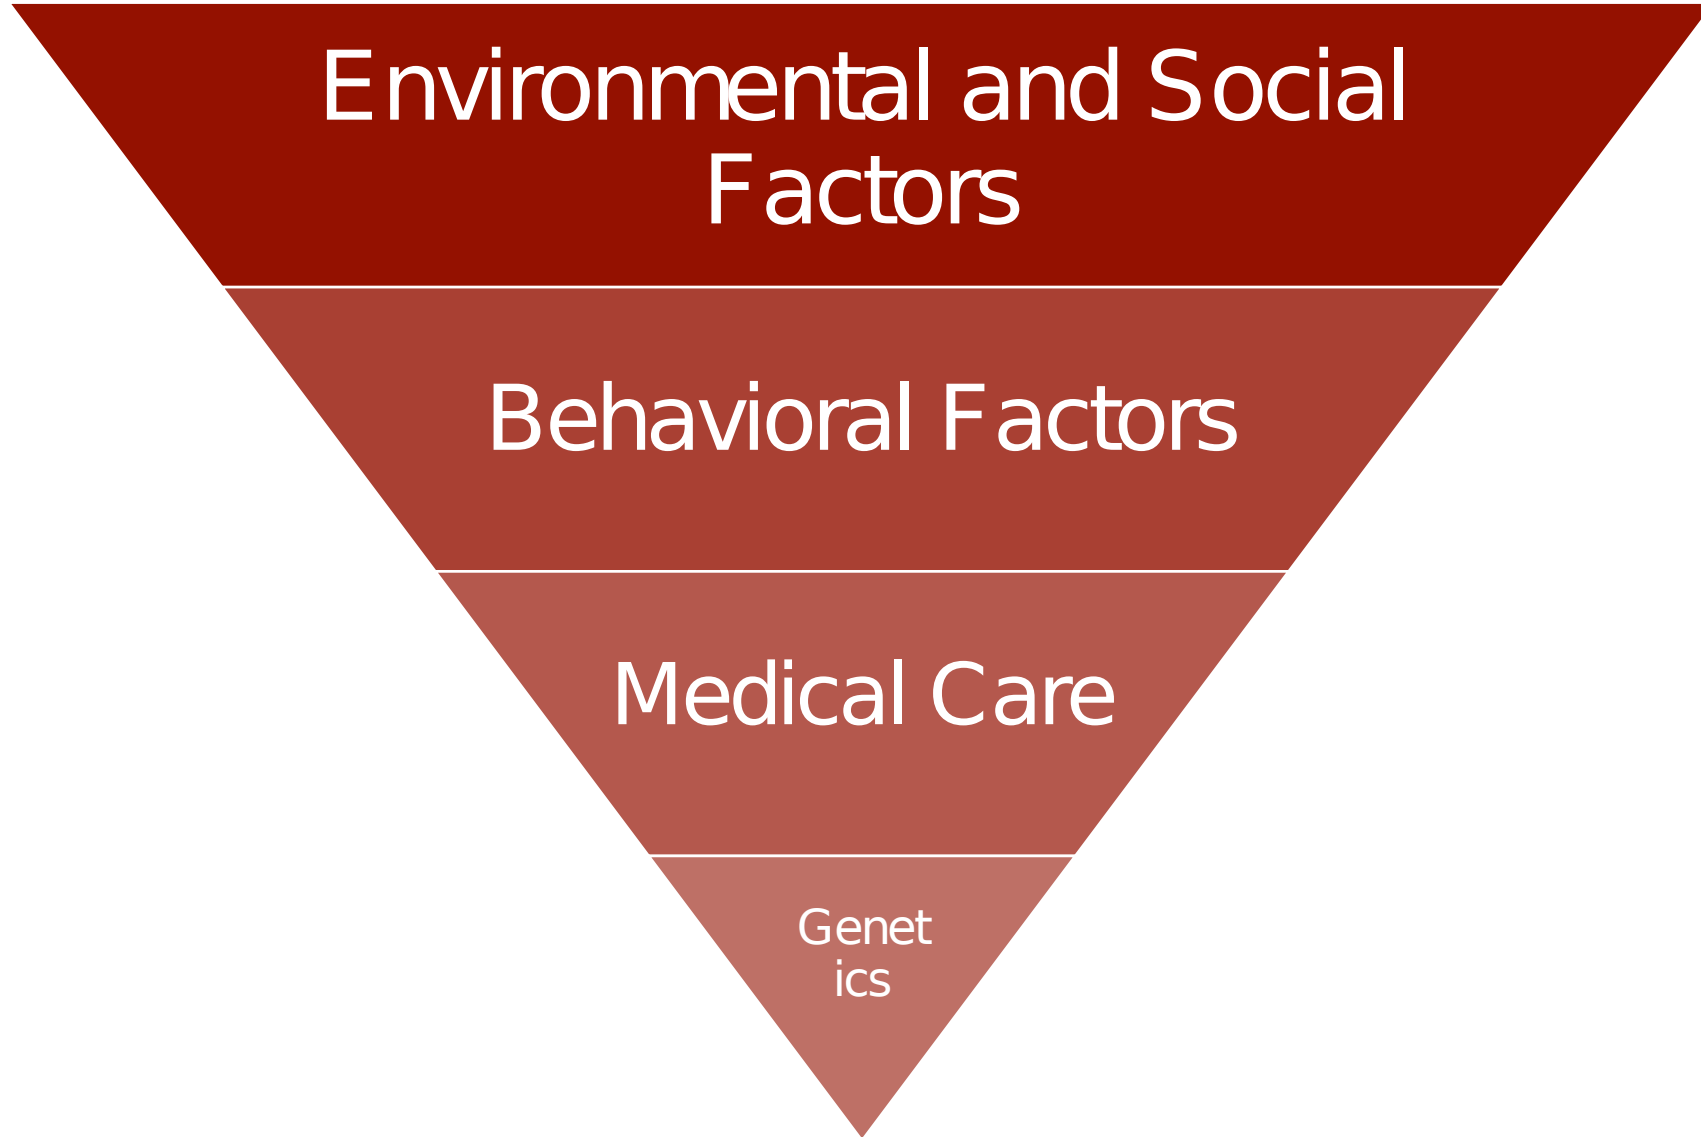 Environmental and Social
Factors
Behavioral Factors
Medical Care
Genet
ics